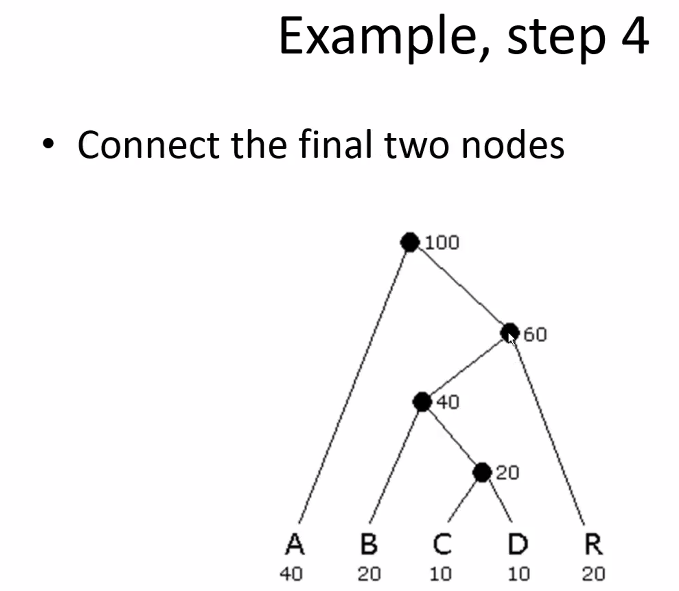 Example, step 4
• Connect the final two nodes
100
60
40
20
A B C D R
40 20 10 10 20